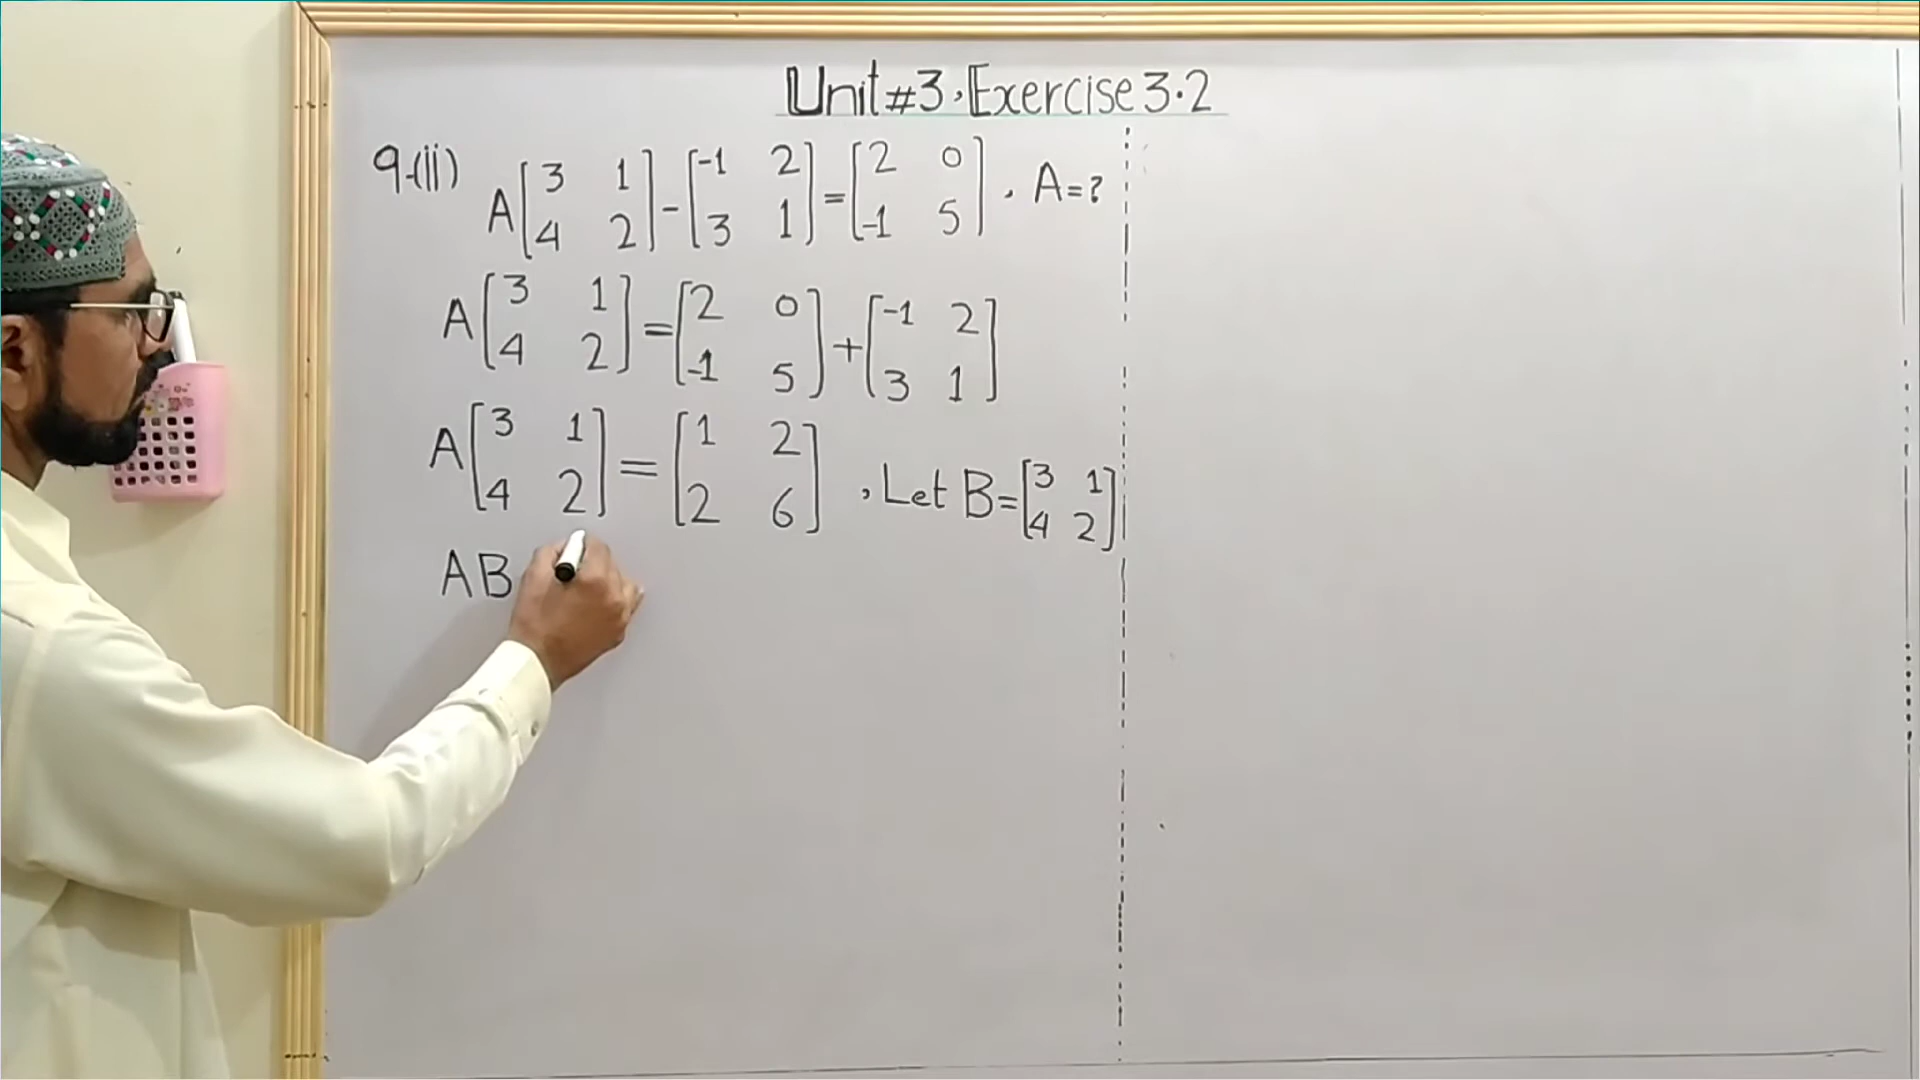 Unit#3, Exercise 3.2
9.(ii) A[3 1; 4 2] - [-1 2; 3 1] = [2 0; -1 5] , A=?
A[3 1; 4 2] = [2 0; -1 5] + [-1 2; 3 1]
A[3 1; 4 2] = [1 2; 2 6] , Let B=[3 1; 4 2]
AB